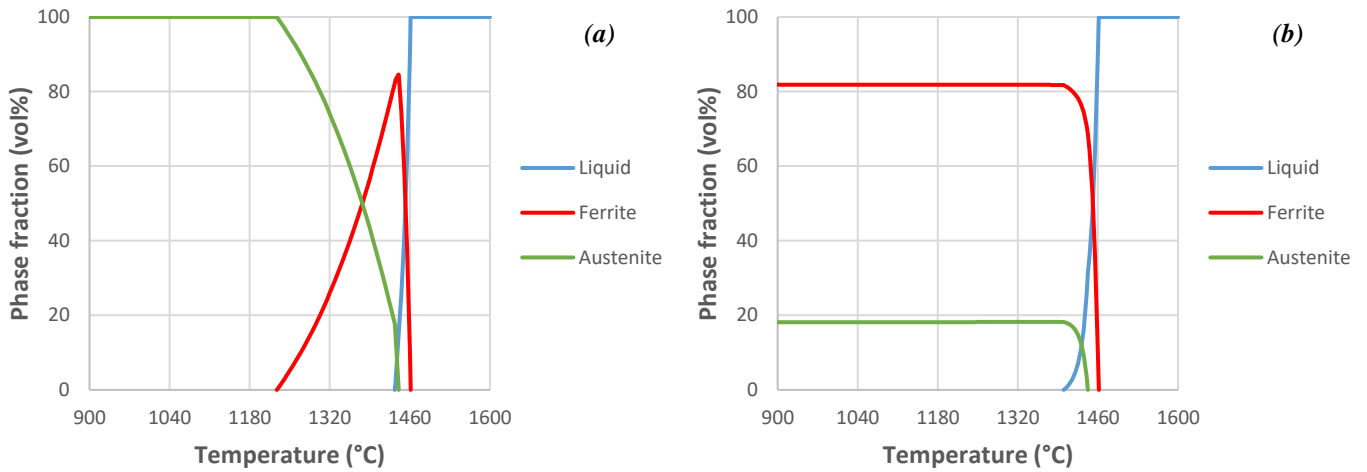 (a)
Phase fraction (vol%)
100
80
60
40
20
0
900 1040 1180 1320 1460 1600
Temperature (°C)
Liquid
Ferrite
Austenite
(b)
Phase fraction (vol%)
100
80
60
40
20
0
900 1040 1180 1320 1460 1600
Temperature (°C)
Liquid
Ferrite
Austenite